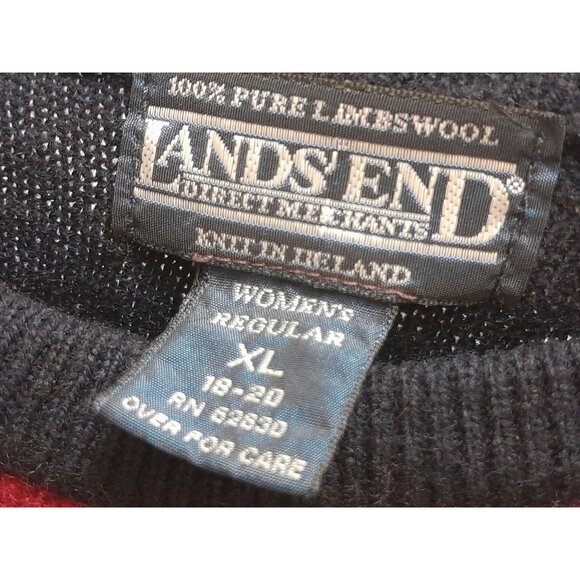 100% PURE LAMBSWOOL
LANDS' END®
DIRECT MERCHANTS
KNIT IN IRELAND
WOMEN'S
REGULAR
XL
18-20
RN 62830
OVER FOR CARE